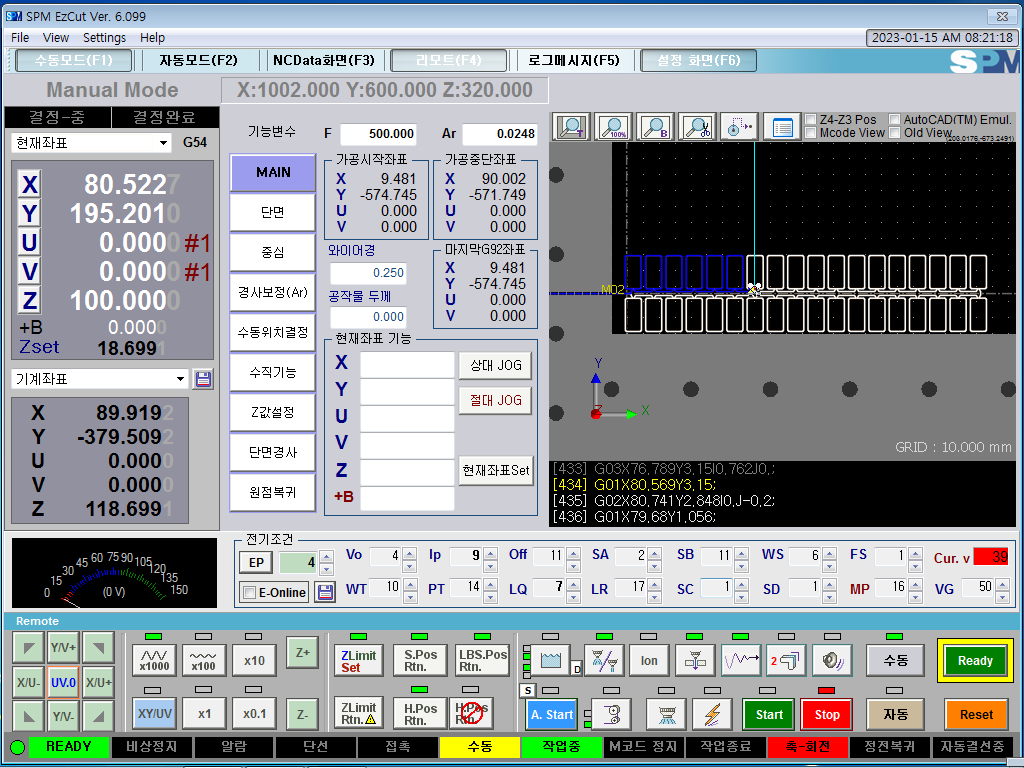 SPM EzCut Ver. 6.099
File View Settings Help
2023-01-15 AM 08:21:18
수동모드(F1) 자동모드(F2) NCData화면(F3) 리모트(F4) 로그메시지(F5) 설정 화면(F6) SPM
Manual Mode X:1002.000 Y:600.000 Z:320.000
결정-중 결정완료
현재좌표 G54
X 80.5227
Y 195.2010
U 0.0000 #1
V 0.0000 #1
Z 100.0000
+B 0.0000
Zset 18.6991
기계좌표
X 89.9192
Y -379.5092
U 0.0000
V 0.0000
Z 118.6991
기능변수 F 500.000 Ar 0.0248
MAIN
단면
중심
경사보정(Ar)
수동위치결정
수직기능
Z값설정
단면경사
원점복귀
가공시작좌표
X 9.481
Y -574.745
U 0.000
V 0.000
가공중단좌표
X 90.002
Y -571.749
U 0.000
V 0.000
와이어경
0.250
공작물 두께
0.000
마지막G92좌표
X 9.481
Y -574.745
U 0.000
V 0.000
현재좌표 기능
X
Y
U
V
Z
+B
상대 JOG
절대 JOG
현재좌표Set
T 100% B
Z4-Z3 Pos AutoCAD(TM) Emul.
Mcode View Old View
(208.0176,-673.2491)
M02
Y
Z X
GRID : 10.000 mm
[433] G03X76.789Y3.15I0.762J0.;
[434] G01X80.569Y3.15;
[435] G02X80.741Y2.848I0.J-0.2;
[436] G01X79.68Y1.056;
0 15 30 45 60 75 90 105 120 135 150
(0 V)
전기조건
EP 4
E-Online
Vo 4 Ip 9 Off 11 SA 2 SB 11 WS 6 FS 1 Cur. v 39
WT 10 PT 14 LQ 7 LR 17 SC 1 SD 1 MP 16 VG 50
Remote
Y/V+
X/U- UV.0 X/U+
Y/V-
x1000 x100 x10 Z+
XY/UV x1 x0.1 Z-
ZLimit Set S.Pos Rtn. LBS.Pos Rtn.
ZLimit Rtn. H.Pos Rtn. H.Pos Rtn.
D Ion 2 수동 Ready
S A. Start Start Stop 자동 Reset
READY 비상정지 알람 단선 접촉 수동 작업중 M코드 정지 작업종료 축-회전 정전복귀 자동결선중